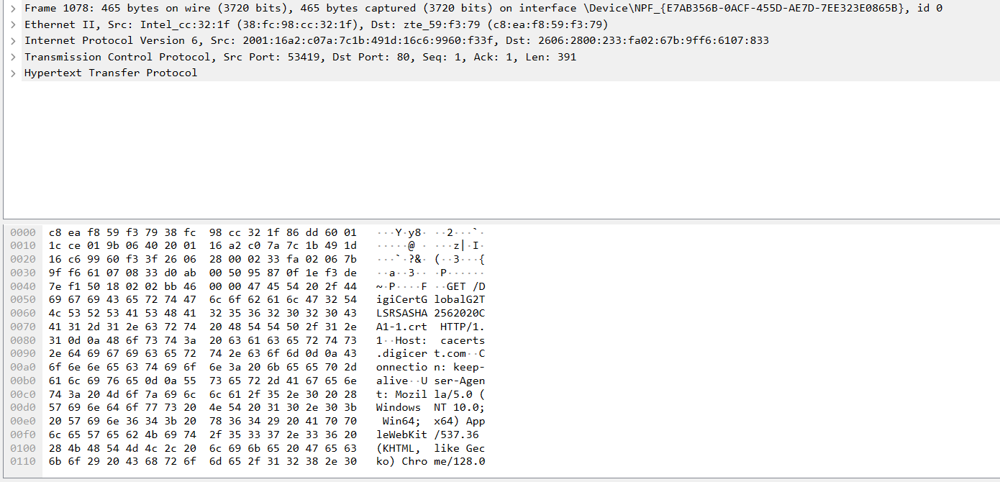 Frame 1078: 465 bytes on wire (3720 bits), 465 bytes captured (3720 bits) on interface \Device\NPF_{E7AB356B-0ACF-455D-AE7D-7EE323E0865B}, id 0
Ethernet II, Src: Intel_cc:32:1f (38:fc:98:cc:32:1f), Dst: zte_59:f3:79 (c8:ea:f8:59:f3:79)
Internet Protocol Version 6, Src: 2001:16a2:c07a:7c1b:491d:16c6:9960:f33f, Dst: 2606:2800:233:fa02:67b:9ff6:6107:833
Transmission Control Protocol, Src Port: 53419, Dst Port: 80, Seq: 1, Ack: 1, Len: 391
Hypertext Transfer Protocol
0000 c8 ea f8 59 f3 79 38 fc 98 cc 32 1f 86 dd 60 01 ···Y·y8· ··2···`·
0010 1c ce 01 9b 06 40 20 01 16 a2 c0 7a 7c 1b 49 1d ·····@ · ···z|·I·
0020 16 c6 99 60 f3 3f 26 06 28 00 02 33 fa 02 06 7b ···`·?&· (··3···{
0030 9f f6 61 07 08 33 d0 ab 00 50 95 87 0f 1e f3 de ··a··3·· ·P······
0040 7e f1 50 18 02 02 bb 46 00 00 47 45 54 20 2f 44 ~·P····F ··GET /D
0050 69 67 69 43 65 72 74 47 6c 6f 62 61 6c 47 32 54 igiCertG lobalG2T
0060 4c 53 52 53 41 53 48 41 32 35 36 32 30 32 30 43 LSRSASHA 2562020C
0070 41 31 2d 31 2e 63 72 74 20 48 54 54 50 2f 31 2e A1-1.crt HTTP/1.
0080 31 0d 0a 48 6f 73 74 3a 20 63 61 63 65 72 74 73 1··Host: cacerts
0090 2e 64 69 67 69 63 65 72 74 2e 63 6f 6d 0d 0a 43 .digicer t.com··C
00a0 6f 6e 6e 65 63 74 69 6f 6e 3a 20 6b 65 65 70 2d onnectio n: keep-
00b0 61 6c 69 76 65 0d 0a 55 73 65 72 2d 41 67 65 6e alive··U ser-Agen
00c0 74 3a 20 4d 6f 7a 69 6c 6c 61 2f 35 2e 30 20 28 t: Mozil la/5.0 (
00d0 57 69 6e 64 6f 77 73 20 4e 54 20 31 30 2e 30 3b Windows NT 10.0;
00e0 20 57 69 6e 36 34 3b 20 78 36 34 29 20 41 70 70 Win64; x64) App
00f0 6c 65 57 65 62 4b 69 74 2f 35 33 37 2e 33 36 20 leWebKit /537.36
0100 28 4b 48 54 4d 4c 2c 20 6c 69 6b 65 20 47 65 63 (KHTML, like Gec
0110 6b 6f 29 20 43 68 72 6f 6d 65 2f 31 32 38 2e 30 ko) Chro me/128.0